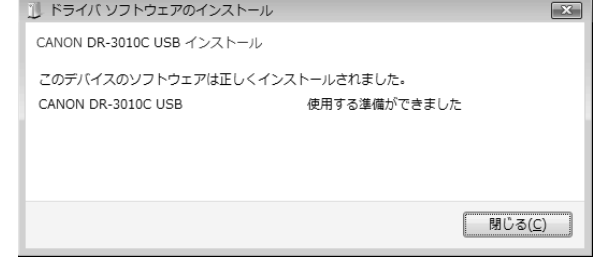 ドライバ ソフトウェアのインストール
CANON DR-3010C USB インストール
このデバイスのソフトウェアは正しくインストールされました。
CANON DR-3010C USB 使用する準備ができました
閉じる(C)